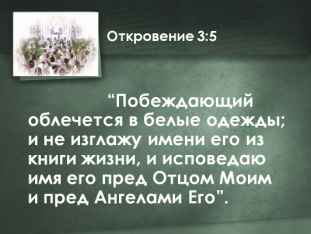 Откровение 3:5
“Побеждающий
облечется в белые одежды;
и не изглажу имени его из
книги жизни, и исповедаю
имя его пред Отцом Моим
и пред Ангелами Его”.